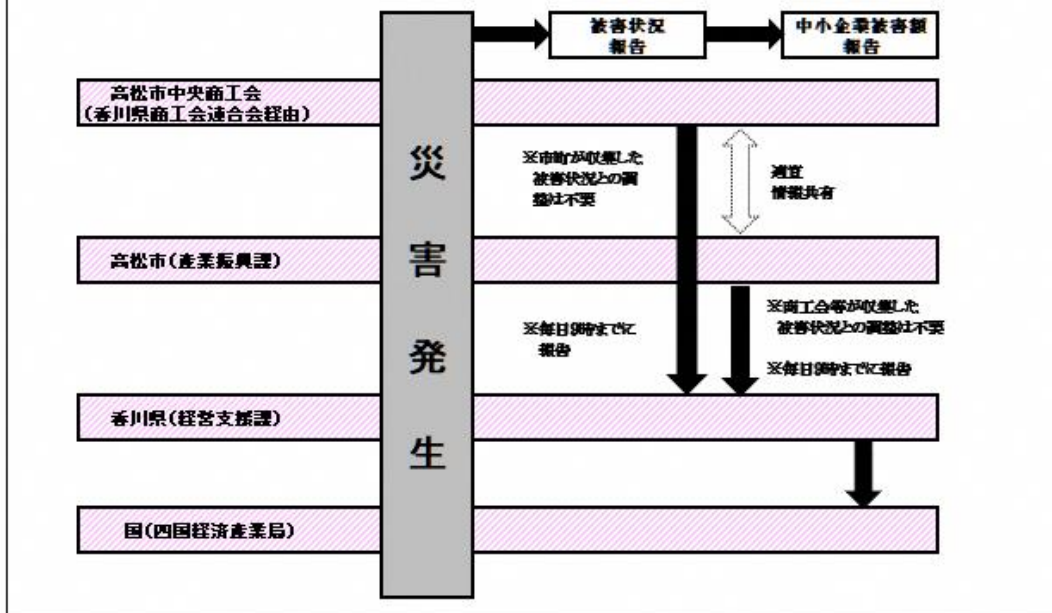 被害状況
報告
中小企業被害額
報告
高松市中央商工会
(香川県商工会連合会経由)
災害発生
※市町が収集した
被害状況との調
整は不要
適宜
情報共有
高松市(産業振興課)
※毎日9時までに
報告
※商工会等が収集した
被害状況との調整は不要
※毎日9時までに報告
香川県(経営支援課)
国(四国経済産業局)